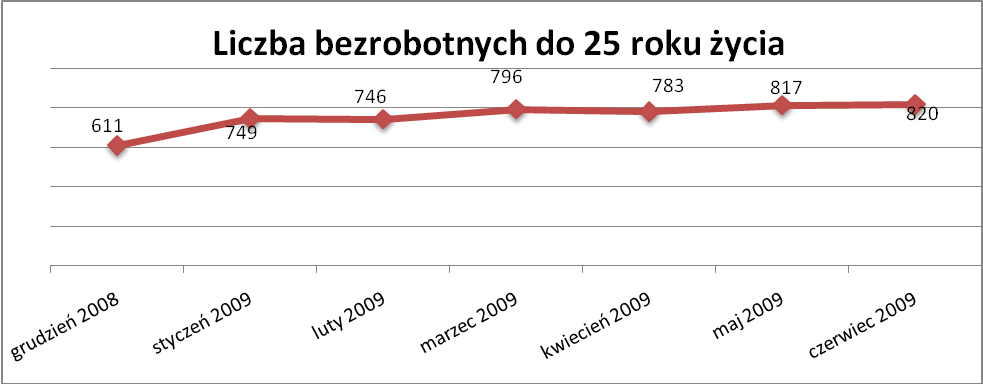 Liczba bezrobotnych do 25 roku życia
611
749
746
796
783
817
820
grudzień 2008
styczeń 2009
luty 2009
marzec 2009
kwiecień 2009
maj 2009
czerwiec 2009